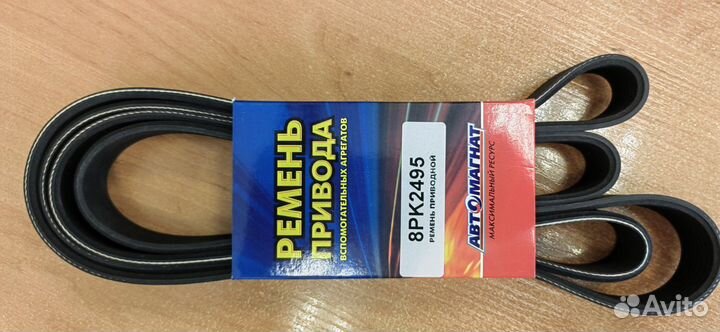 РЕМЕНЬ
ПРИВОДА
ВСПОМОГАТЕЛЬНЫХ АГРЕГАТОВ
8PK2495
РЕМЕНЬ ПРИВОДНОЙ
АВТОМАГНАТ
МАКСИМАЛЬНЫЙ РЕСУРС
Avito